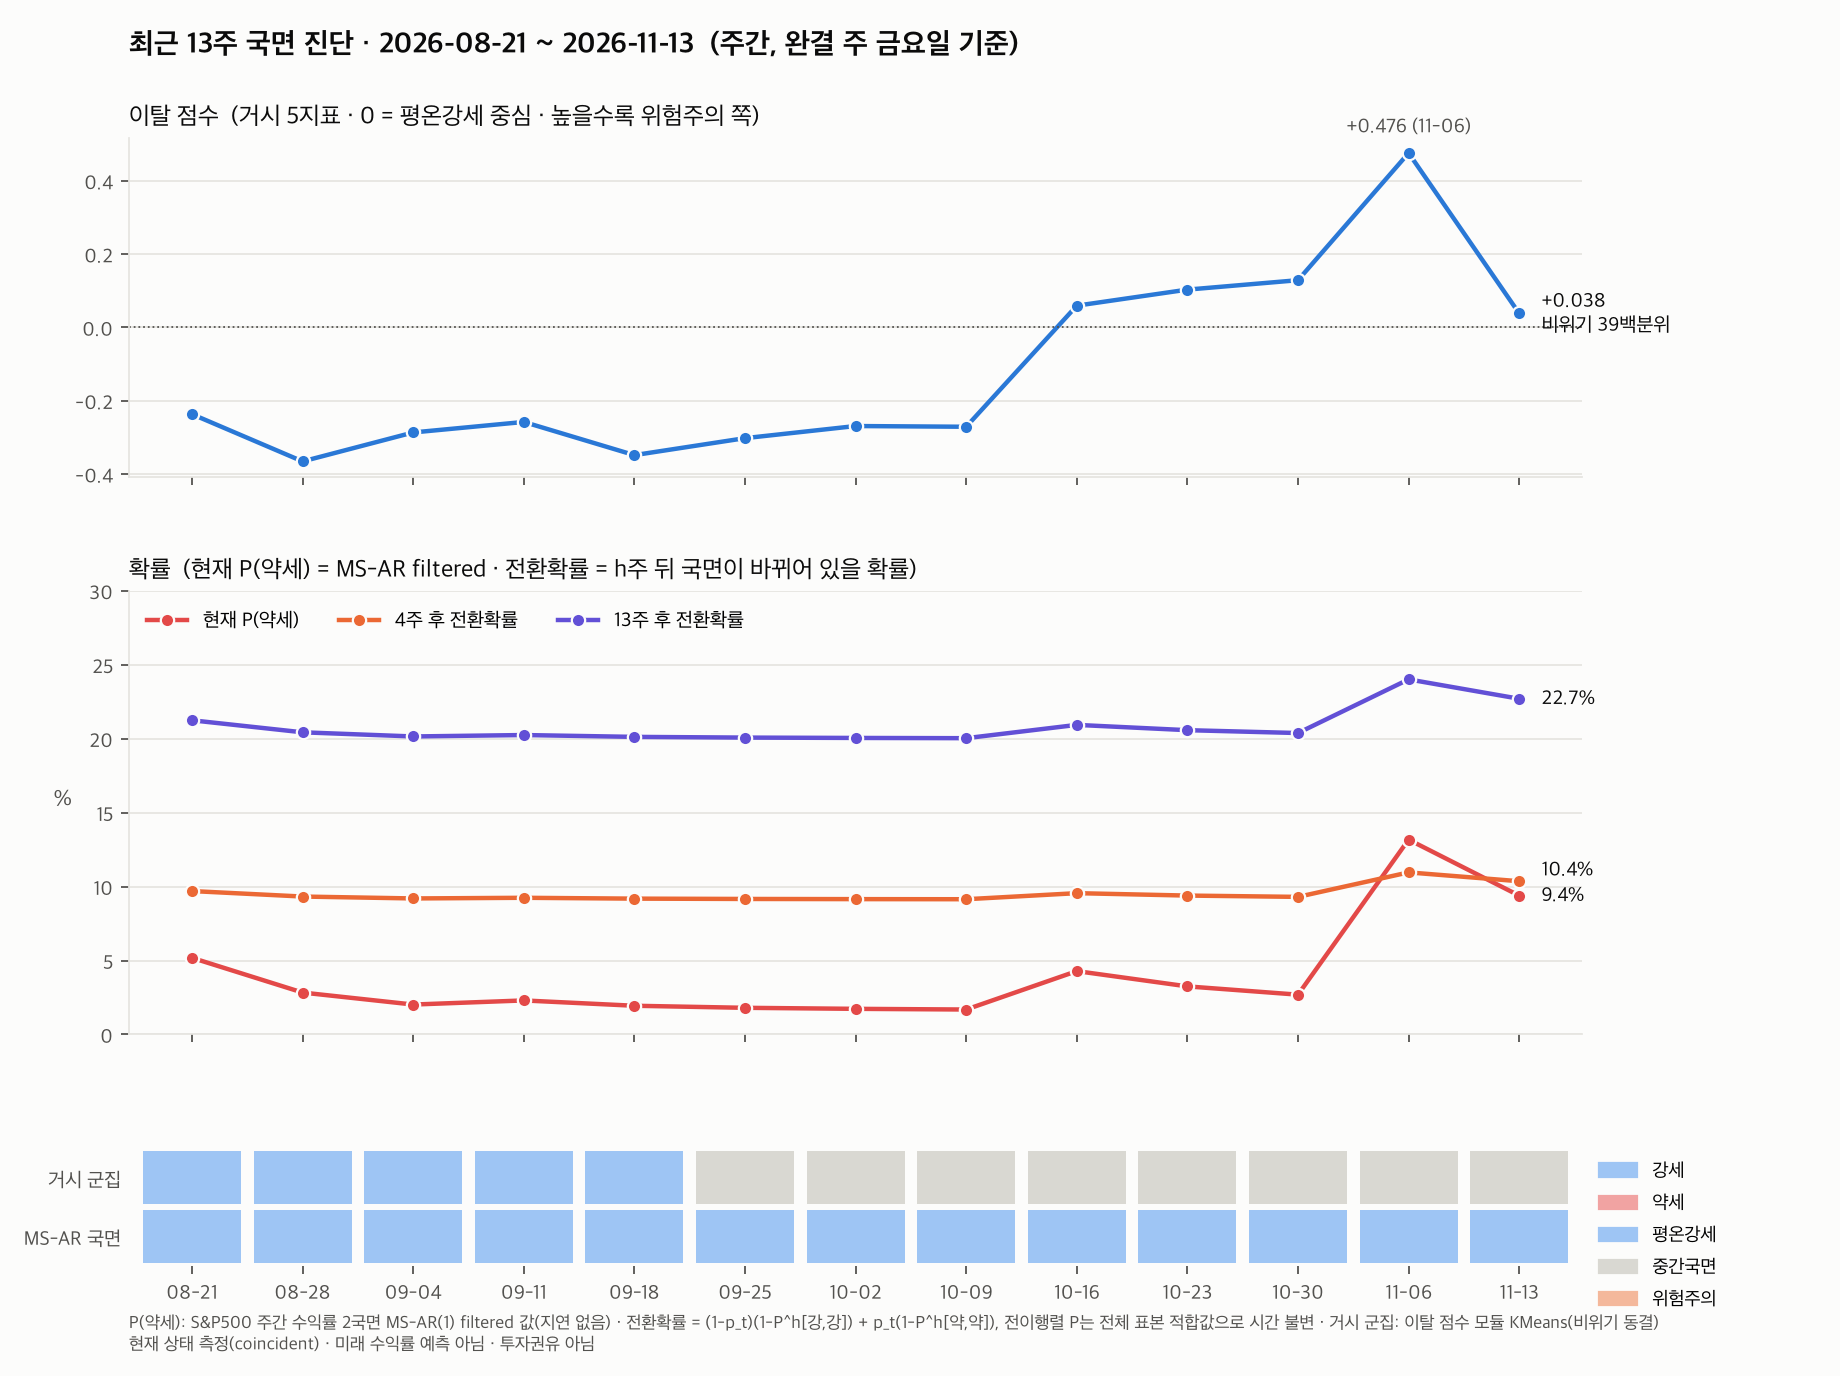 최근 13주 국면 진단 · 2026-08-21 ~ 2026-11-13 (주간, 완결 주 금요일 기준)
이탈 점수 (거시 5지표 · 0 = 평온강세 중심 · 높을수록 위험주의 쪽)
+0.476 (11-06)
0.4
0.2
0.0
-0.2
-0.4
+0.038
비위기 39백분위
확률 (현재 P(약세) = MS-AR filtered · 전환확률 = h주 뒤 국면이 바뀌어 있을 확률)
30
현재 P(약세) 4주 후 전환확률 13주 후 전환확률
25
22.7%
20
%
15
10.4%
10
9.4%
5
0
거시 군집
MS-AR 국면
강세
약세
평온강세
중간국면
위험주의
08-21 08-28 09-04 09-11 09-18 09-25 10-02 10-09 10-16 10-23 10-30 11-06 11-13
P(약세): S&P500 주간 수익률 2국면 MS-AR(1) filtered 값(지연 없음) · 전환확률 = (1-p_t)(1-P^h[강,강]) + p_t(1-P^h[약,약]), 전이행렬 P는 전체 표본 적합값으로 시간 불변 · 거시 군집: 이탈 점수 모듈 KMeans(비위기 동결)
현재 상태 측정(coincident) · 미래 수익률 예측 아님 · 투자권유 아님